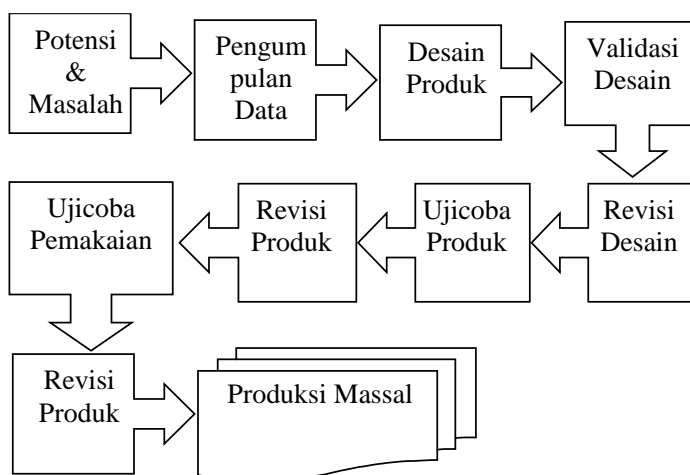 Potensi
&
Masalah
Pengum
pulan
Data
Desain
Produk
Validasi
Desain
Revisi
Desain
Ujicoba
Produk
Revisi
Produk
Ujicoba
Pemakaian
Revisi
Produk
Produksi Massal